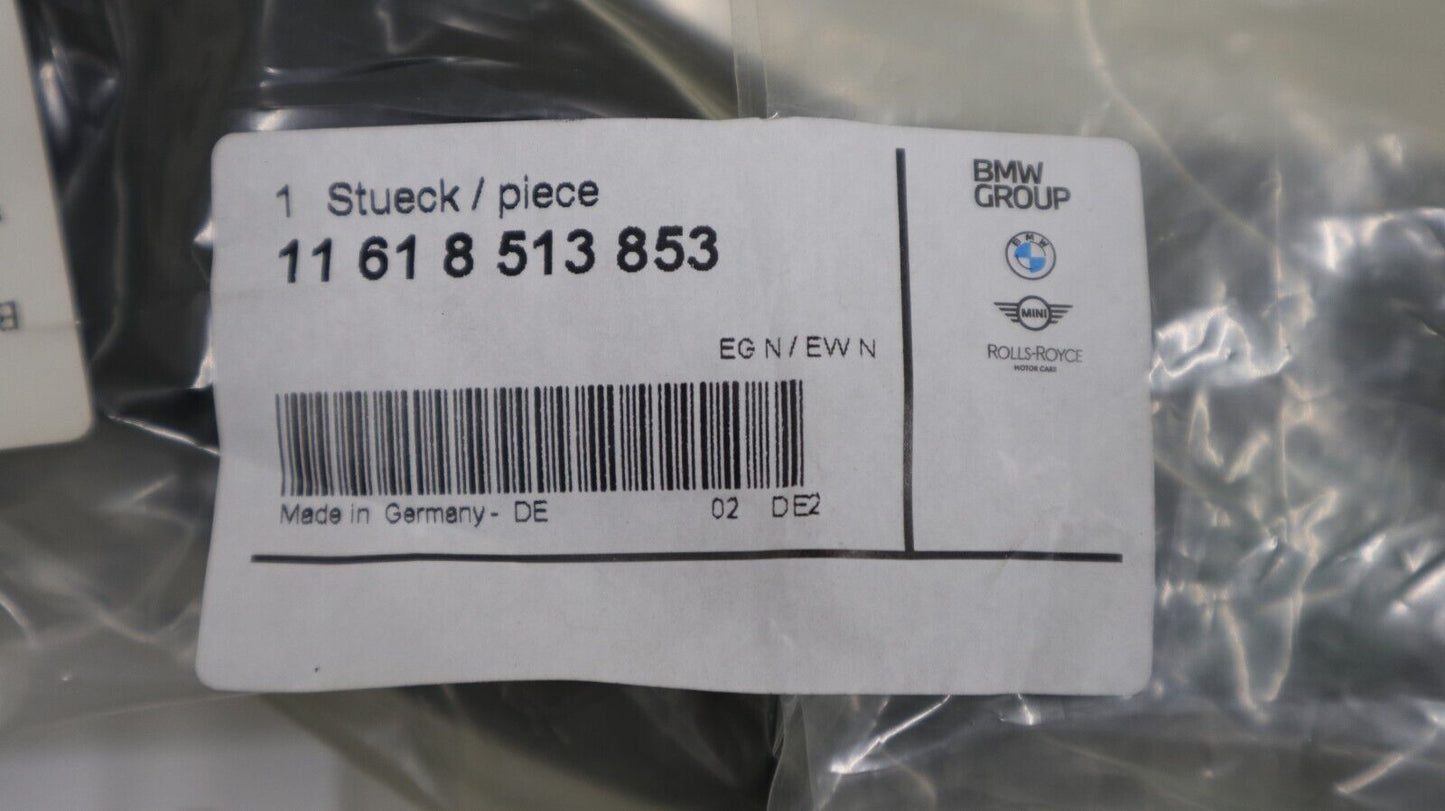 1 Stueck / piece
11 61 8 513 853
EG N / EW N
Made in Germany - DE 02 DE2
BMW
GROUP
BMW
MINI
ROLLS-ROYCE
MOTOR CARS
B